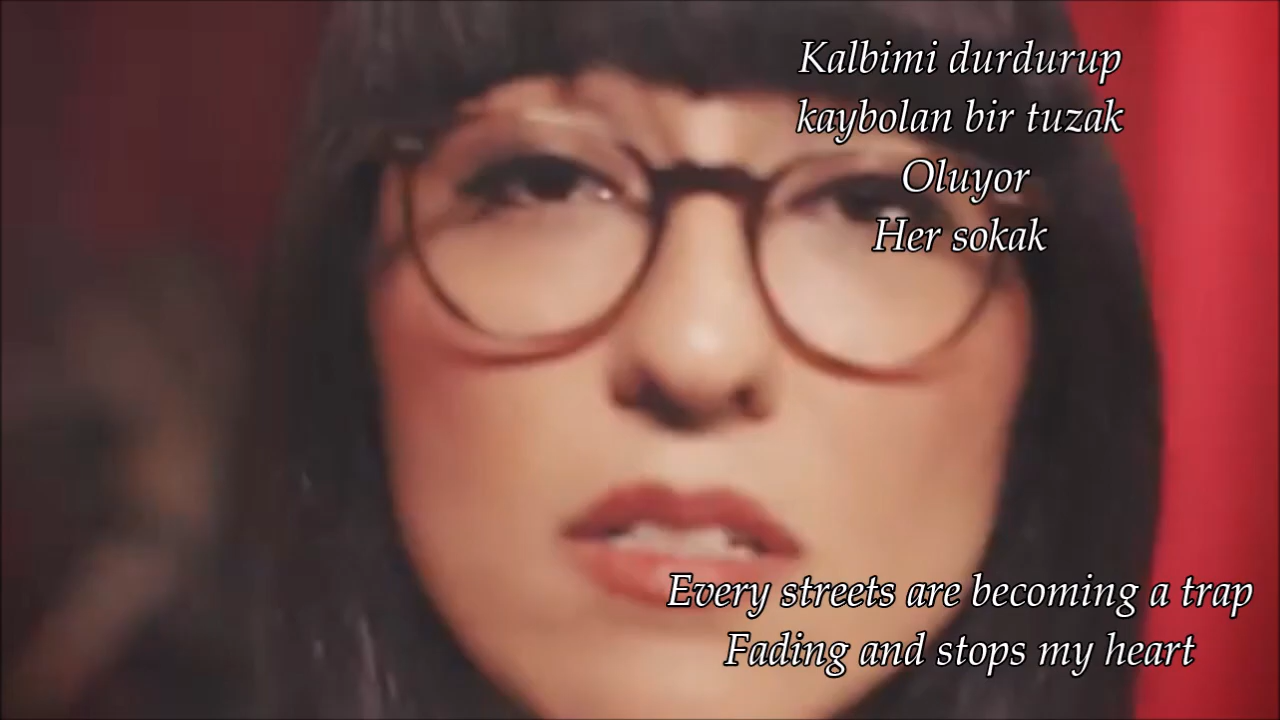 Kalbimi durdurup
kaybolan bir tuzak
Oluyor
Her sokak
Every streets are becoming a trap
Fading and stops my heart